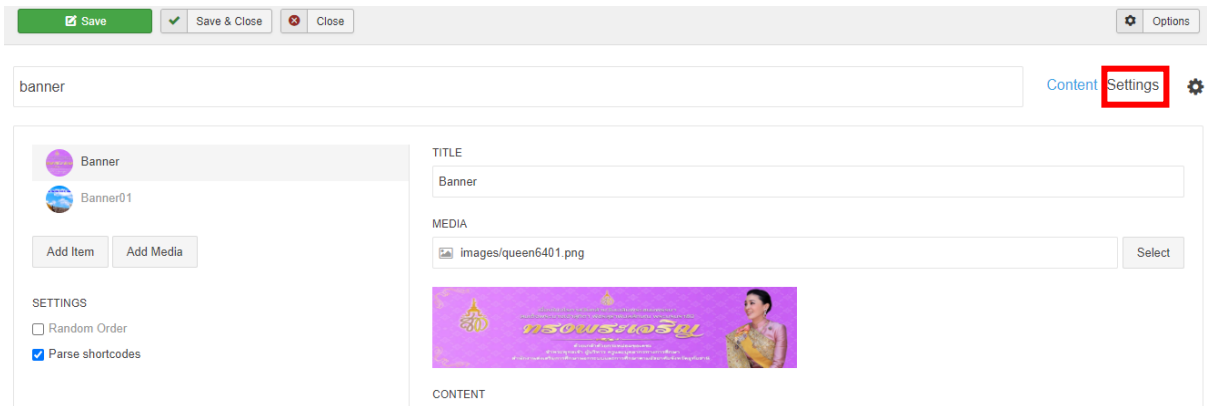 Save
Save & Close
Close
Options
banner
Content
Settings
Banner
Banner01
Add Item
Add Media
SETTINGS
Random Order
Parse shortcodes
TITLE
Banner
MEDIA
images/queen6401.png
Select
ทรงพระเจริญ
CONTENT